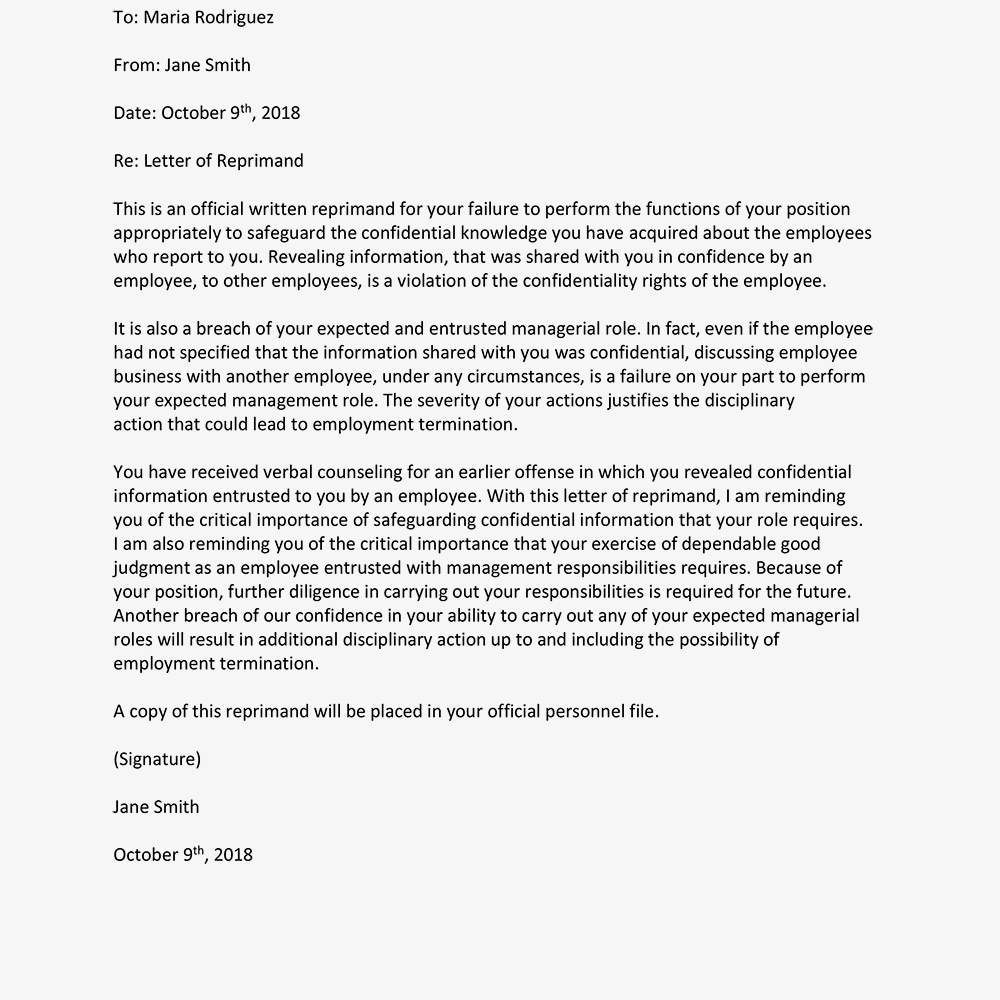 To: Maria Rodriguez
From: Jane Smith
Date: October 9th, 2018
Re: Letter of Reprimand
This is an official written reprimand for your failure to perform the functions of your position
appropriately to safeguard the confidential knowledge you have acquired about the employees
who report to you. Revealing information, that was shared with you in confidence by an
employee, to other employees, is a violation of the confidentiality rights of the employee.
It is also a breach of your expected and entrusted managerial role. In fact, even if the employee
had not specified that the information shared with you was confidential, discussing employee
business with another employee, under any circumstances, is a failure on your part to perform
your expected management role. The severity of your actions justifies the disciplinary
action that could lead to employment termination.
You have received verbal counseling for an earlier offense in which you revealed confidential
information entrusted to you by an employee. With this letter of reprimand, I am reminding
you of the critical importance of safeguarding confidential information that your role requires.
I am also reminding you of the critical importance that your exercise of dependable good
judgment as an employee entrusted with management responsibilities requires. Because of
your position, further diligence in carrying out your responsibilities is required for the future.
Another breach of our confidence in your ability to carry out any of your expected managerial
roles will result in additional disciplinary action up to and including the possibility of
employment termination.
A copy of this reprimand will be placed in your official personnel file.
(Signature)
Jane Smith
October 9th, 2018